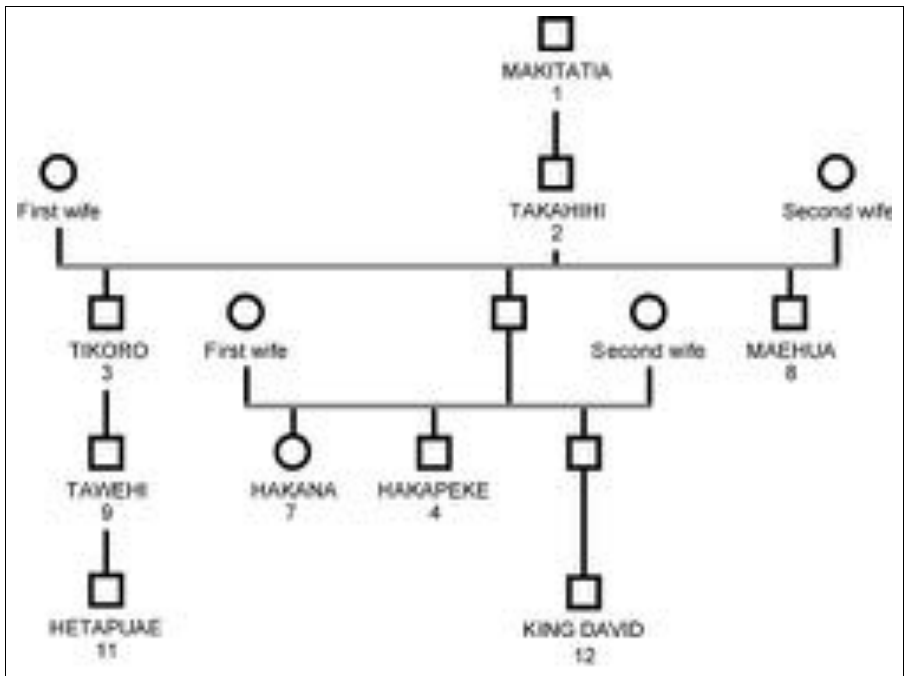 MAKITATIA
1
First wife
TAKAHIHI
2
Second wife
TIKORO
3
First wife
Second wife
MAEHUA
8
TAWEHI
9
HAKANA
7
HAKAPEKE
4
HETAPUAE
11
KING DAVID
12